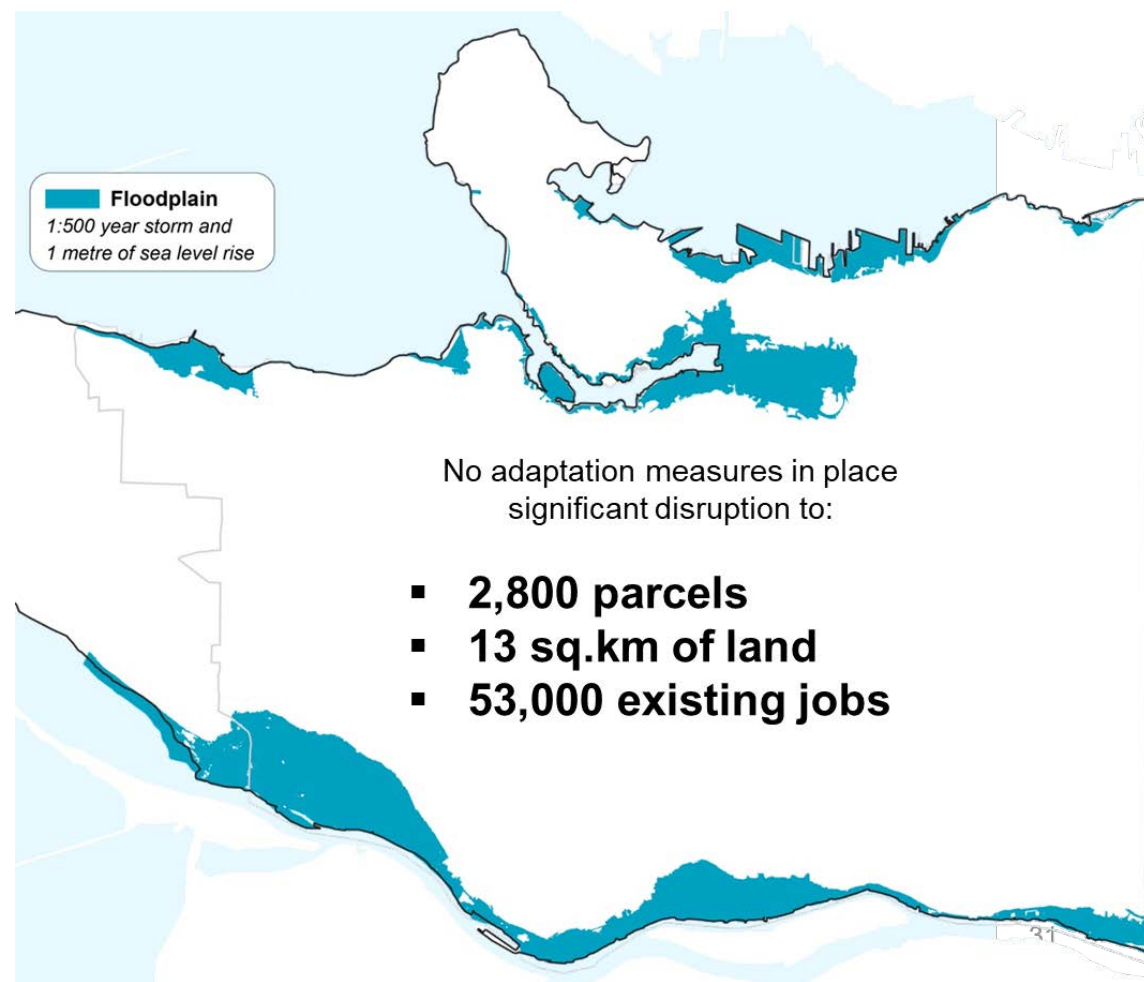 Floodplain
1:500 year storm and
1 metre of sea level rise
No adaptation measures in place
significant disruption to:
▪ 2,800 parcels
▪ 13 sq.km of land
▪ 53,000 existing jobs
31